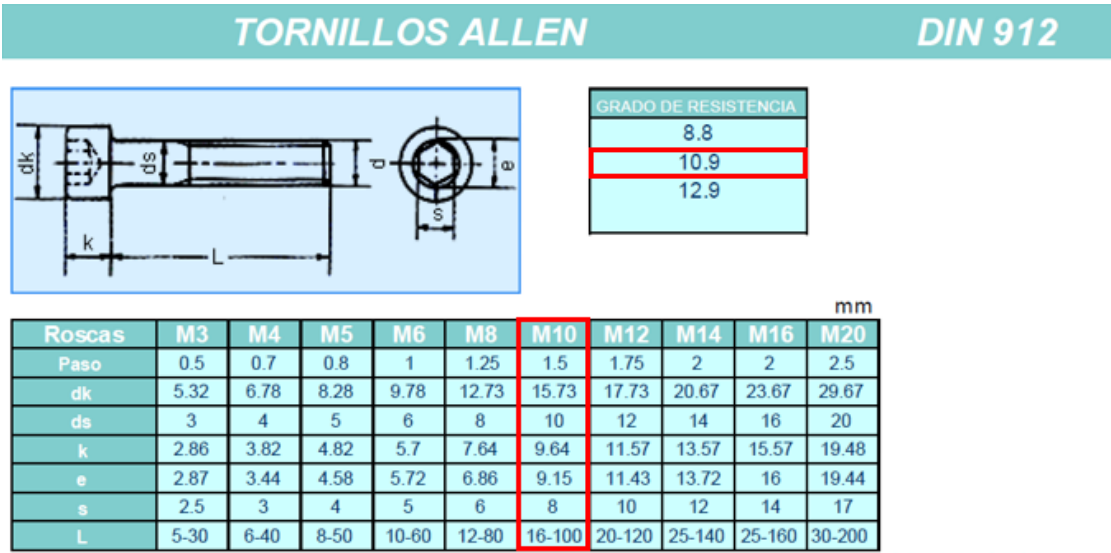 TORNILLOS ALLEN DIN 912
GRADO DE RESISTENCIA
8.8
10.9
12.9
dk ds d e
s
k
L
mm
Roscas M3 M4 M5 M6 M8 M10 M12 M14 M16 M20
Paso 0.5 0.7 0.8 1 1.25 1.5 1.75 2 2 2.5
dk 5.32 6.78 8.28 9.78 12.73 15.73 17.73 20.67 23.67 29.67
ds 3 4 5 6 8 10 12 14 16 20
k 2.86 3.82 4.82 5.7 7.64 9.64 11.57 13.57 15.57 19.48
e 2.87 3.44 4.58 5.72 6.86 9.15 11.43 13.72 16 19.44
s 2.5 3 4 5 6 8 10 12 14 17
L 5-30 6-40 8-50 10-60 12-80 16-100 20-120 25-140 25-160 30-200